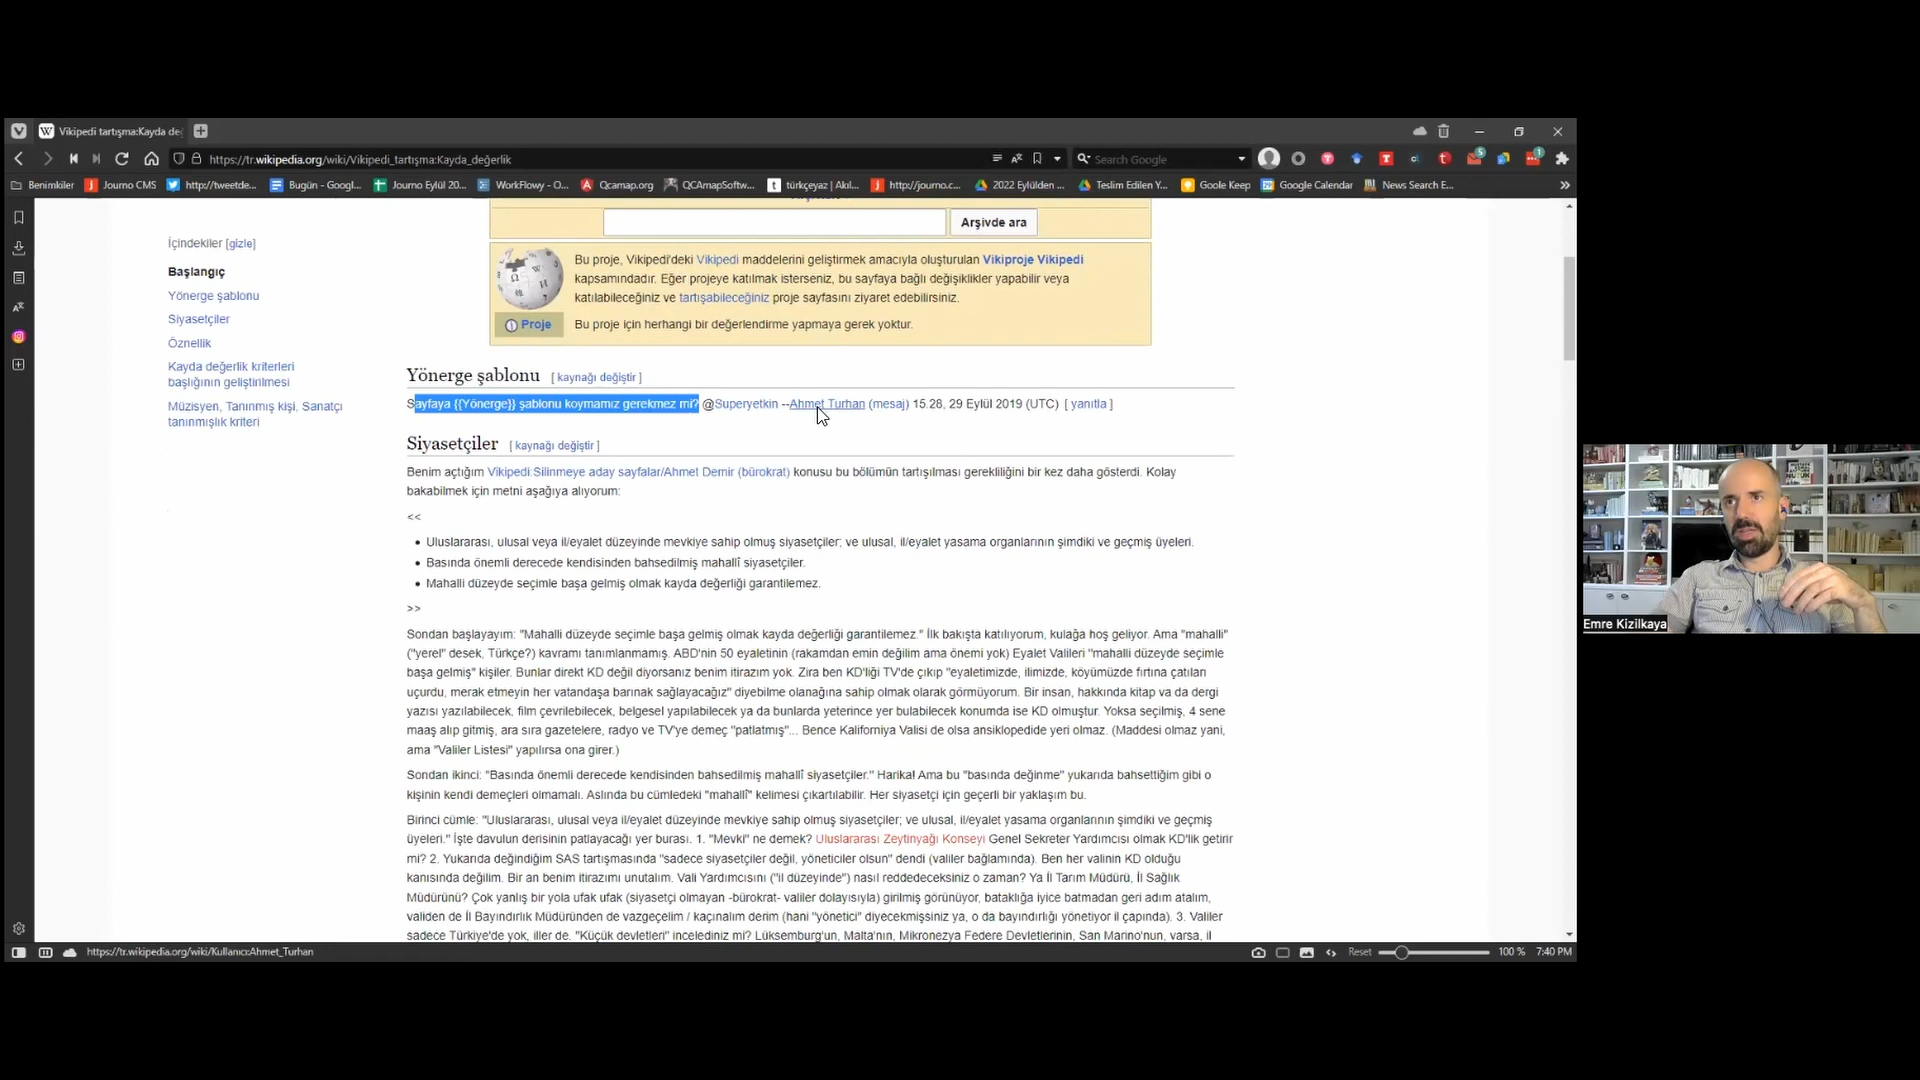 Vikipedi tartışma:Kayda de
https://tr.wikipedia.org/wiki/Vikipedi_tartışma:Kayda_değerlik
Search Google
Benimkiler Journo CMS http://tweetde... Bugün - Googl... Journo Eylül 20... WorkFlowy - O... Qcamap.org QCAmapSoftw... türkçeyaz | Akıl... http://journo.c... 2022 Eylülden ... Teslim Edilen Y... Goole Keep Google Calendar News Search E...
Arşivde ara
Bu proje, Vikipedi'deki Vikipedi maddelerini geliştirmek amacıyla oluşturulan Vikiproje Vikipedi
kapsamındadır. Eğer projeye katılmak isterseniz, bu sayfaya bağlı değişiklikler yapabilir veya
katılabileceğiniz ve tartışabileceğiniz proje sayfasını ziyaret edebilirsiniz.
Proje Bu proje için herhangi bir değerlendirme yapmaya gerek yoktur.
İçindekiler [gizle]
Başlangıç
Yönerge şablonu
Siyasetçiler
Öznellik
Kayda değerlik kriterleri
başlığının geliştirilmesi
Müzisyen, Tanınmış kişi, Sanatçı
tanınmışlık kriteri
Yönerge şablonu [ kaynağı değiştir ]
Sayfaya {{Yönerge}} şablonu koymamız gerekmez mi? @Superyetkin --Ahmet Turhan (mesaj) 15.28, 29 Eylül 2019 (UTC) [ yanıtla ]
Siyasetçiler [ kaynağı değiştir ]
Benim açtığım Vikipedi:Silinmeye aday sayfalar/Ahmet Demir (bürokrat) konusu bu bölümün tartışılması gerekliliğini bir kez daha gösterdi. Kolay
bakabilmek için metni aşağıya alıyorum:
<<
• Uluslararası, ulusal veya il/eyalet düzeyinde mevkiye sahip olmuş siyasetçiler; ve ulusal, il/eyalet yasama organlarının şimdiki ve geçmiş üyeleri.
• Basında önemli derecede kendisinden bahsedilmiş mahallî siyasetçiler.
• Mahalli düzeyde seçimle başa gelmiş olmak kayda değerliği garantilemez.
>>
Sondan başlayayım: "Mahalli düzeyde seçimle başa gelmiş olmak kayda değerliği garantilemez." İlk bakışta katılıyorum, kulağa hoş geliyor. Ama "mahalli"
("yerel" desek, Türkçe?) kavramı tanımlanmamış. ABD'nin 50 eyaletinin (rakamdan emin değilim ama önemi yok) Eyalet Valileri "mahalli düzeyde seçimle
başa gelmiş" kişiler. Bunlar direkt KD değil diyorsanız benim itirazım yok. Zira ben KD'liği TV'de çıkıp "eyaletimizde, ilimizde, köyümüzde fırtına çatıları
uçurdu, merak etmeyin her vatandaşa barınak sağlayacağız" diyebilme olanağına sahip olmak olarak görmüyorum. Bir insan, hakkında kitap ya da dergi
yazısı yazılabilecek, film çevrilebilecek, belgesel yapılabilecek ya da bunlarda yeterince yer bulabilecek konumda ise KD olmuştur. Yoksa seçilmiş, 4 sene
maaş alıp gitmiş, ara sıra gazetelere, radyo ve TV'ye demeç "patlatmış"... Bence Kaliforniya Valisi de olsa ansiklopedide yeri olmaz. (Maddesi olmaz yani,
ama "Valiler Listesi" yapılırsa ona girer.)
Sondan ikinci: "Basında önemli derecede kendisinden bahsedilmiş mahallî siyasetçiler." Harika! Ama bu "basında değinme" yukarıda bahsettiğim gibi o
kişinin kendi demeçleri olmamalı. Aslında bu cümledeki "mahallî" kelimesi çıkartılabilir. Her siyasetçi için geçerli bir yaklaşım bu.
Birinci cümle: "Uluslararası, ulusal veya il/eyalet düzeyinde mevkiye sahip olmuş siyasetçiler; ve ulusal, il/eyalet yasama organlarının şimdiki ve geçmiş
üyeleri." İşte davulun derisinin patlayacağı yer burası. 1. "Mevki" ne demek? Uluslararası Zeytinyağı Konseyi Genel Sekreter Yardımcısı olmak KD'lik getirir
mi? 2. Yukarıda değindiğim SAS tartışmasında "sadece siyasetçiler değil, yöneticiler olsun" dendi (valiler bağlamında). Ben her valinin KD olduğu
kanısında değilim. Bir an benim itirazımı unutalım. Vali Yardımcısını ("il düzeyinde") nasıl reddedeceksiniz o zaman? Ya İl Tarım Müdürü, İl Sağlık
Müdürünü? Çok yanlış bir yola ufak ufak (siyasetçi olmayan -bürokrat- valiler dolayısıyla) girilmiş görünüyor, bataklığa iyice batmadan geri adım atalım,
validen de İl Bayındırlık Müdüründen de vazgeçelim / kaçınalım derim (hani "yönetici" diyecekmişsiniz ya, o da bayındırlığı yönetiyor il çapında). 3. Valiler
sadece Türkiye'de yok, iller de. "Küçük devletleri" incelediniz mi? Lüksemburg'un, Malta'nın, Mikronezya Federe Devletlerinin, San Marino'nun, varsa, il
Emre Kizilkaya
https://tr.wikipedia.org/wiki/Kullanıcı:Ahmet_Turhan
Reset 100 % 7:40 PM